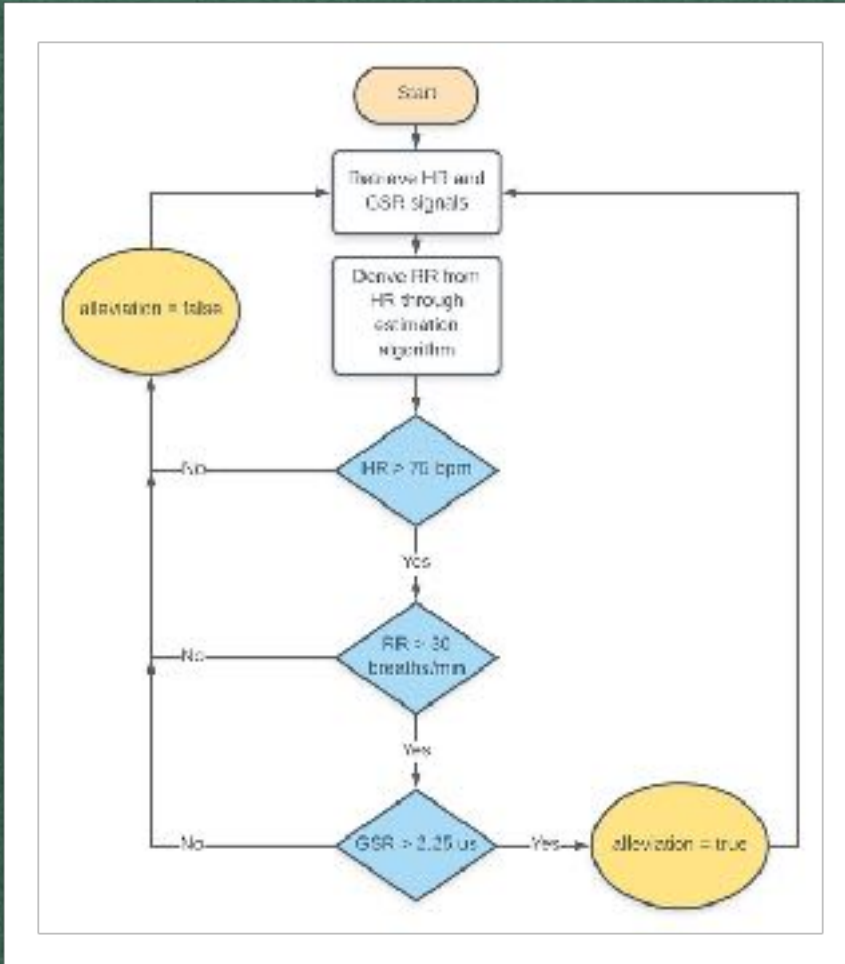 Start
Retrieve HR and
GSR signals
Derive RR from
HR through
estimation
algorithm
alleviation = false
HR > bpm
No
Yes
RR > 30
breaths/min
No
Yes
GSR > 2.25 us
No
Yes
alleviation = true